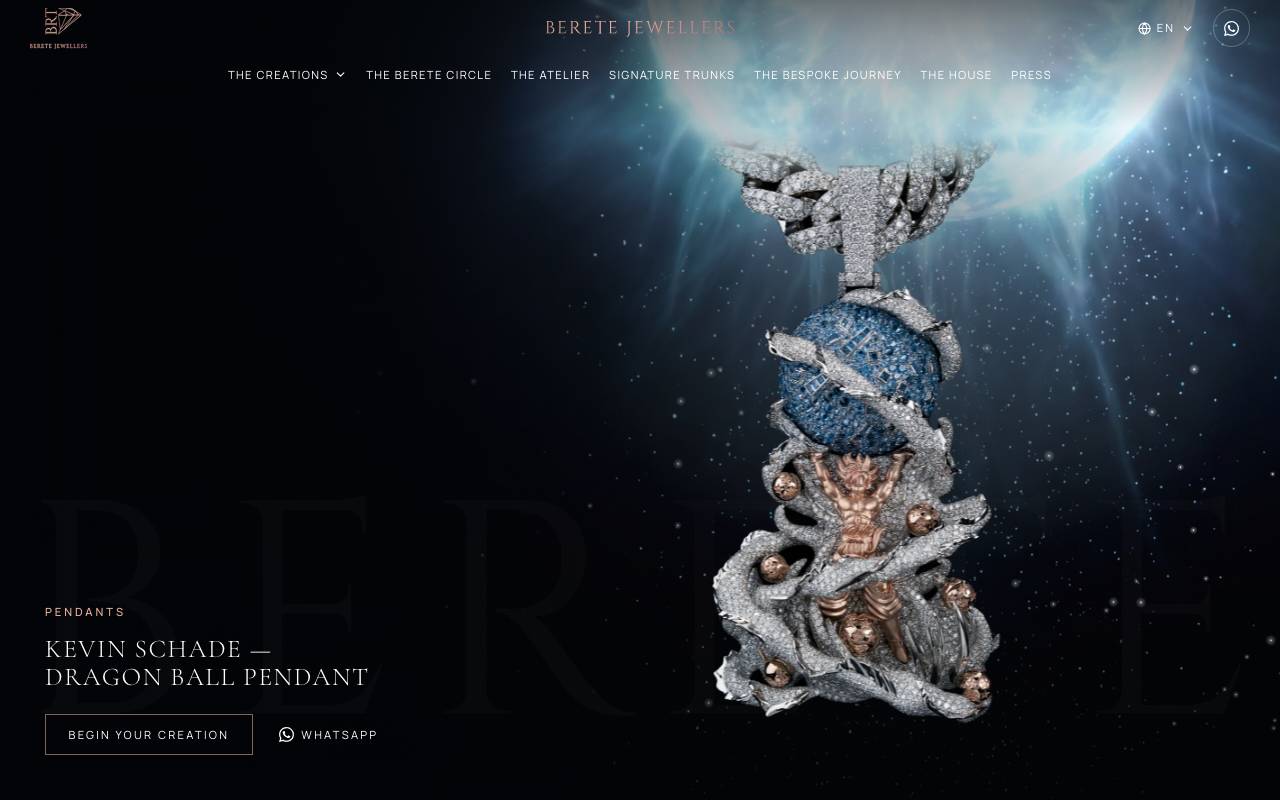 BRT
BERETE JEWELLERS
BERETE JEWELLERS
EN
THE CREATIONS
THE BERETE CIRCLE
THE ATELIER
SIGNATURE TRUNKS
THE BESPOKE JOURNEY
THE HOUSE
PRESS
BERETE
PENDANTS
KEVIN SCHADE —
DRAGON BALL PENDANT
BEGIN YOUR CREATION
WHATSAPP